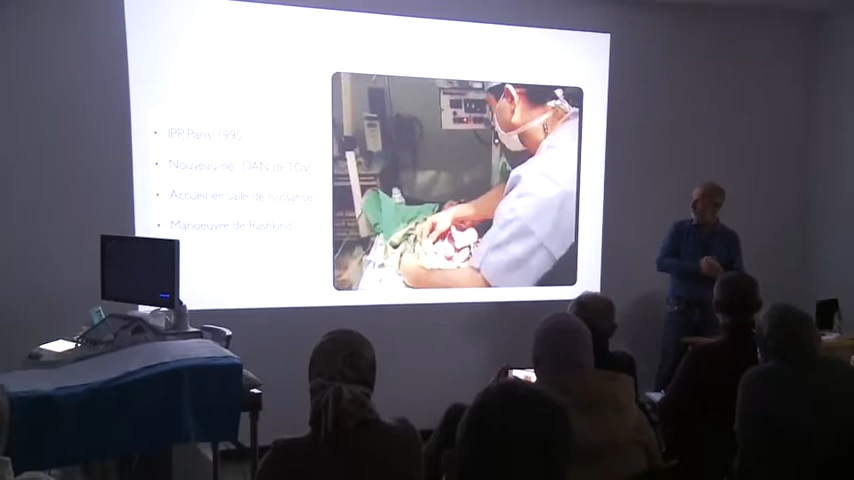 • IPP, Paris, 1995
• Nouveau-né : DAN de TGV
• Accueil en salle de naissance
• Manoeuvre de Rashkind